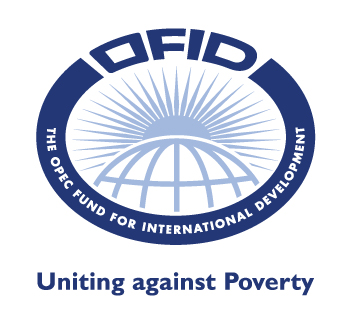 OFID
THE OPEC FUND FOR INTERNATIONAL DEVELOPMENT
Uniting against Poverty